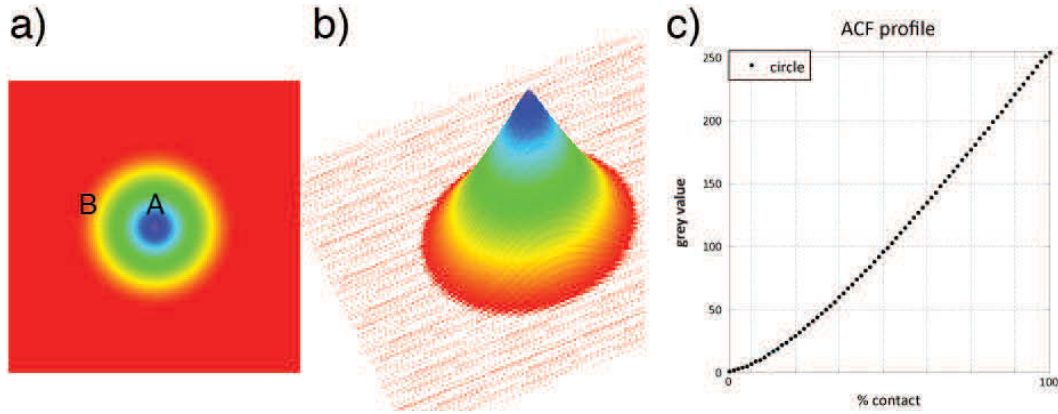 a)
B
A
b)
c)
ACF profile
circle
grey value
250
200
150
100
50
0
0
100
% contact